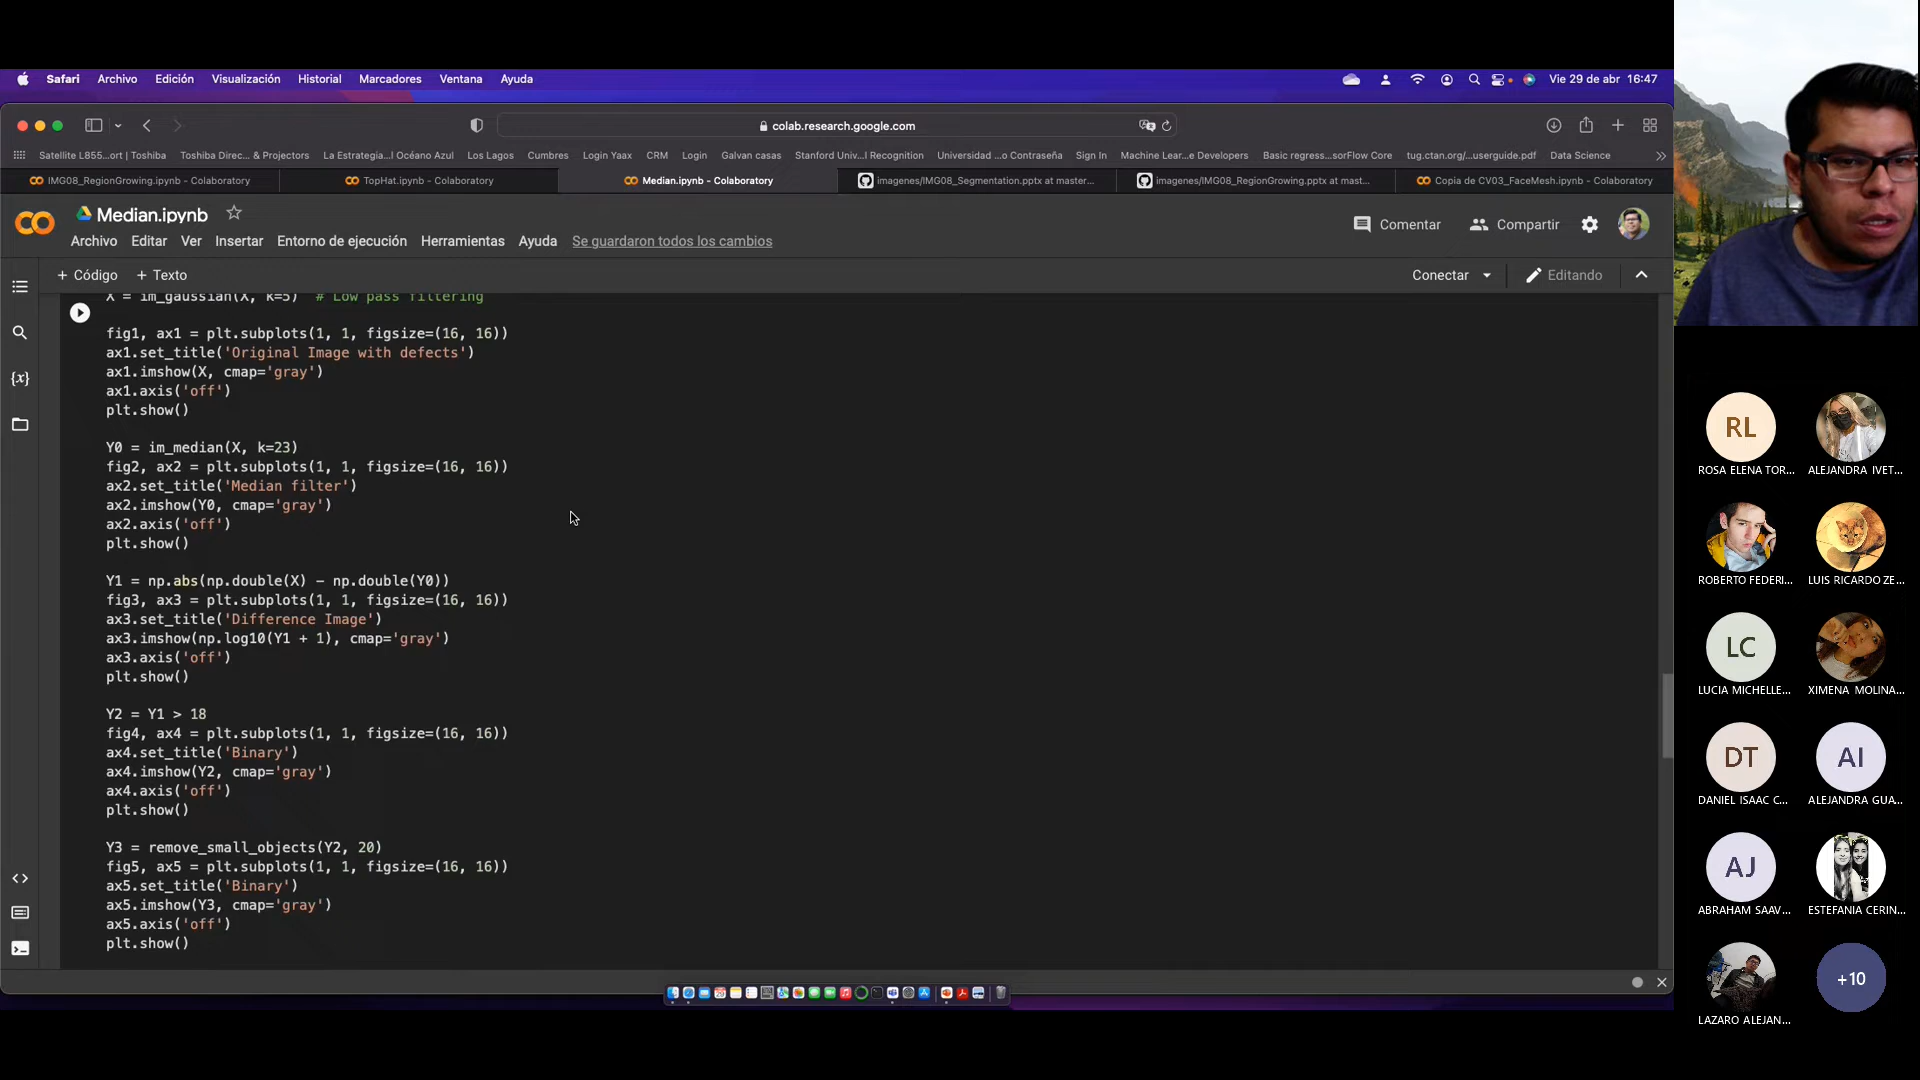 Safari Archivo Edición Visualización Historial Marcadores Ventana Ayuda Vie 29 de abr 16:47
colab.research.google.com
Satellite L855...ort | Toshiba Toshiba Direc... & Projectors La Estrategia...l Océano Azul Los Lagos Cumbres Login Yaax CRM Login Galvan casas Stanford Univ...l Recognition Universidad ...o Contraseña Sign In Machine Lear...e Developers Basic regress...sorFlow Core tug.ctan.org/...userguide.pdf Data Science
IMG08_RegionGrowing.ipynb - Colaboratory TopHat.ipynb - Colaboratory Median.ipynb - Colaboratory imagenes/IMG08_Segmentation.pptx at master... imagenes/IMG08_RegionGrowing.pptx at mast... Copia de CV03_FaceMesh.ipynb - Colaboratory
Median.ipynb
Comentar Compartir
Archivo Editar Ver Insertar Entorno de ejecución Herramientas Ayuda Se guardaron todos los cambios
+ Código + Texto Conectar Editando
X = im_gaussian(X, k=5) # Low pass filtering
fig1, ax1 = plt.subplots(1, 1, figsize=(16, 16))
ax1.set_title('Original Image with defects')
ax1.imshow(X, cmap='gray')
ax1.axis('off')
plt.show()
Y0 = im_median(X, k=23)
fig2, ax2 = plt.subplots(1, 1, figsize=(16, 16))
ax2.set_title('Median filter')
ax2.imshow(Y0, cmap='gray')
ax2.axis('off')
plt.show()
Y1 = np.abs(np.double(X) - np.double(Y0))
fig3, ax3 = plt.subplots(1, 1, figsize=(16, 16))
ax3.set_title('Difference Image')
ax3.imshow(np.log10(Y1 + 1), cmap='gray')
ax3.axis('off')
plt.show()
Y2 = Y1 > 18
fig4, ax4 = plt.subplots(1, 1, figsize=(16, 16))
ax4.set_title('Binary')
ax4.imshow(Y2, cmap='gray')
ax4.axis('off')
plt.show()
Y3 = remove_small_objects(Y2, 20)
fig5, ax5 = plt.subplots(1, 1, figsize=(16, 16))
ax5.set_title('Binary')
ax5.imshow(Y3, cmap='gray')
ax5.axis('off')
plt.show()
RL
ROSA ELENA TOR... ALEJANDRA IVET...
ROBERTO FEDERI... LUIS RICARDO ZE...
LC
LUCIA MICHELLE... XIMENA MOLINA...
DT AI
DANIEL ISAAC C... ALEJANDRA GUA...
AJ
ABRAHAM SAAV... ESTEFANIA CERIN...
+10
LAZARO ALEJAN...